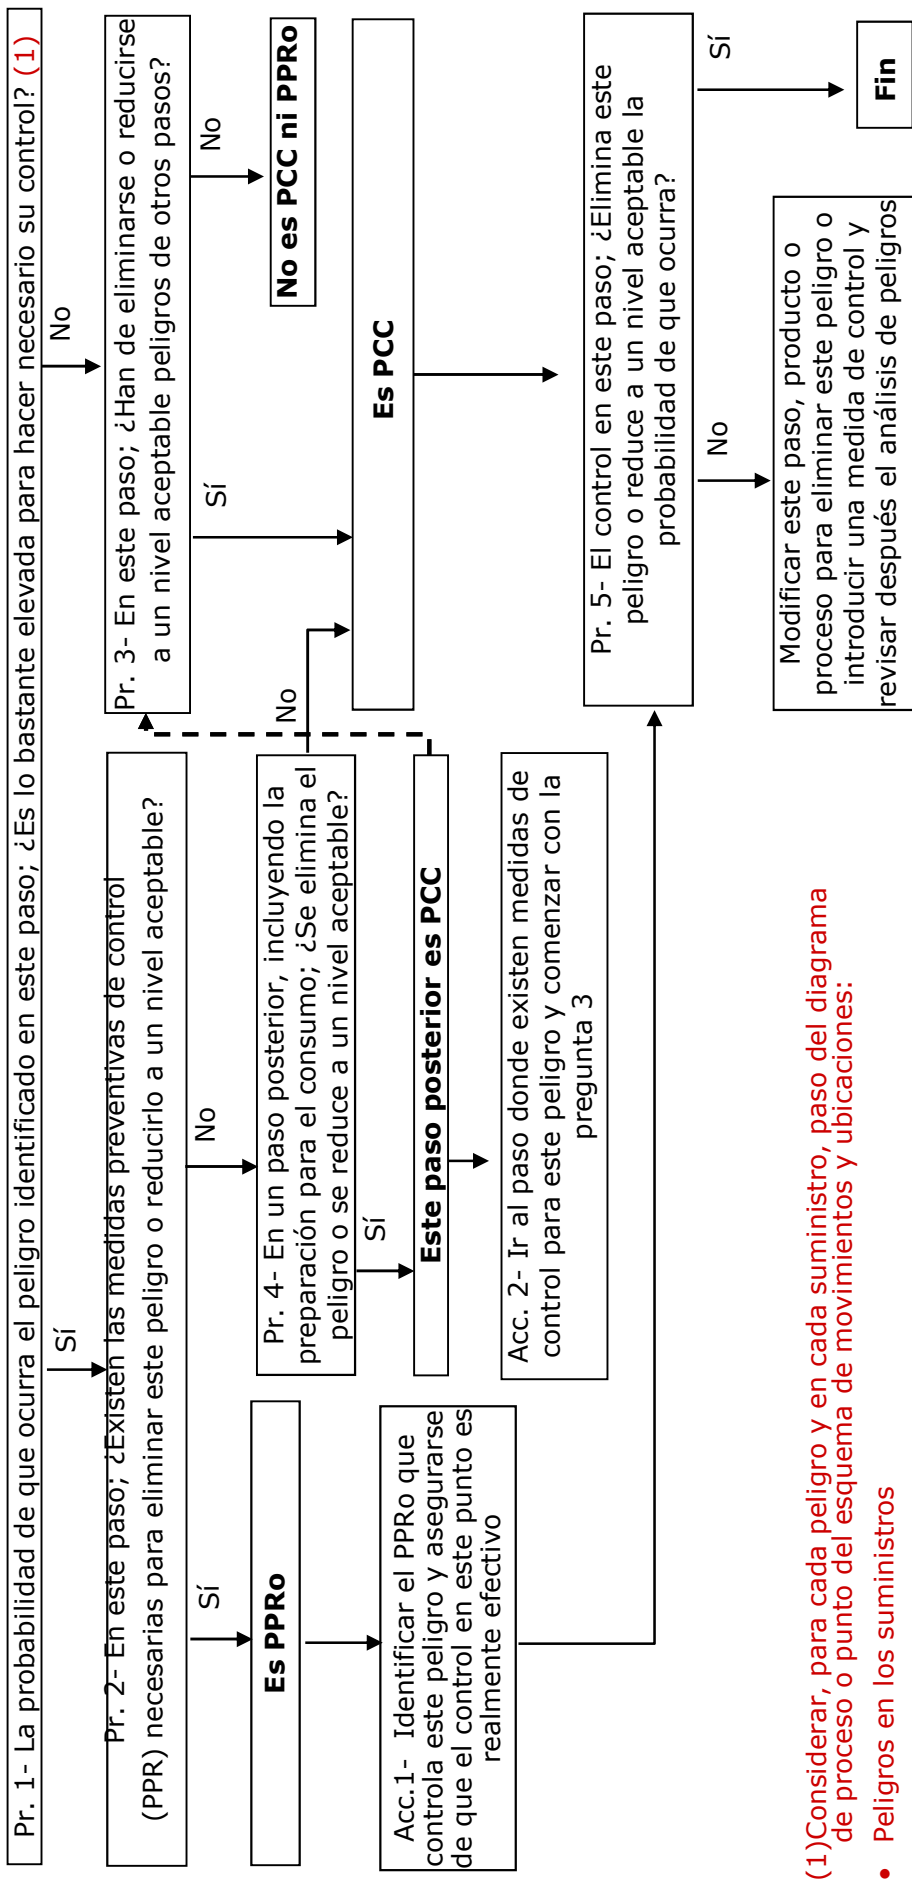 Pr. 1- La probabilidad de que ocurra el peligro identificado en este paso; ¿Es lo bastante elevada para hacer necesario su control? (1)
Sí
No
Pr. 2- En este paso; ¿Existen las medidas preventivas de control
(PPR) necesarias para eliminar este peligro o reducirlo a un nivel aceptable?
Pr. 3- En este paso; ¿Han de eliminarse o reducirse
a un nivel aceptable peligros de otros pasos?
Sí
No
Sí
No
Es PPRo
Pr. 4- En un paso posterior, incluyendo la
preparación para el consumo; ¿Se elimina el
peligro o se reduce a un nivel aceptable?
No
No es PCC ni PPRo
Sí
Es PCC
Acc.1- Identificar el PPRo que
controla este peligro y asegurarse
de que el control en este punto es
realmente efectivo
Este paso posterior es PCC
Acc. 2- Ir al paso donde existen medidas de
control para este peligro y comenzar con la
pregunta 3
Pr. 5- El control en este paso; ¿Elimina este
peligro o reduce a un nivel aceptable la
probabilidad de que ocurra?
No
Sí
Modificar este paso, producto o
proceso para eliminar este peligro o
introducir una medida de control y
revisar después el análisis de peligros
Fin
(1)Considerar, para cada peligro y en cada suministro, paso del diagrama
de proceso o punto del esquema de movimientos y ubicaciones:
• Peligros en los suministros